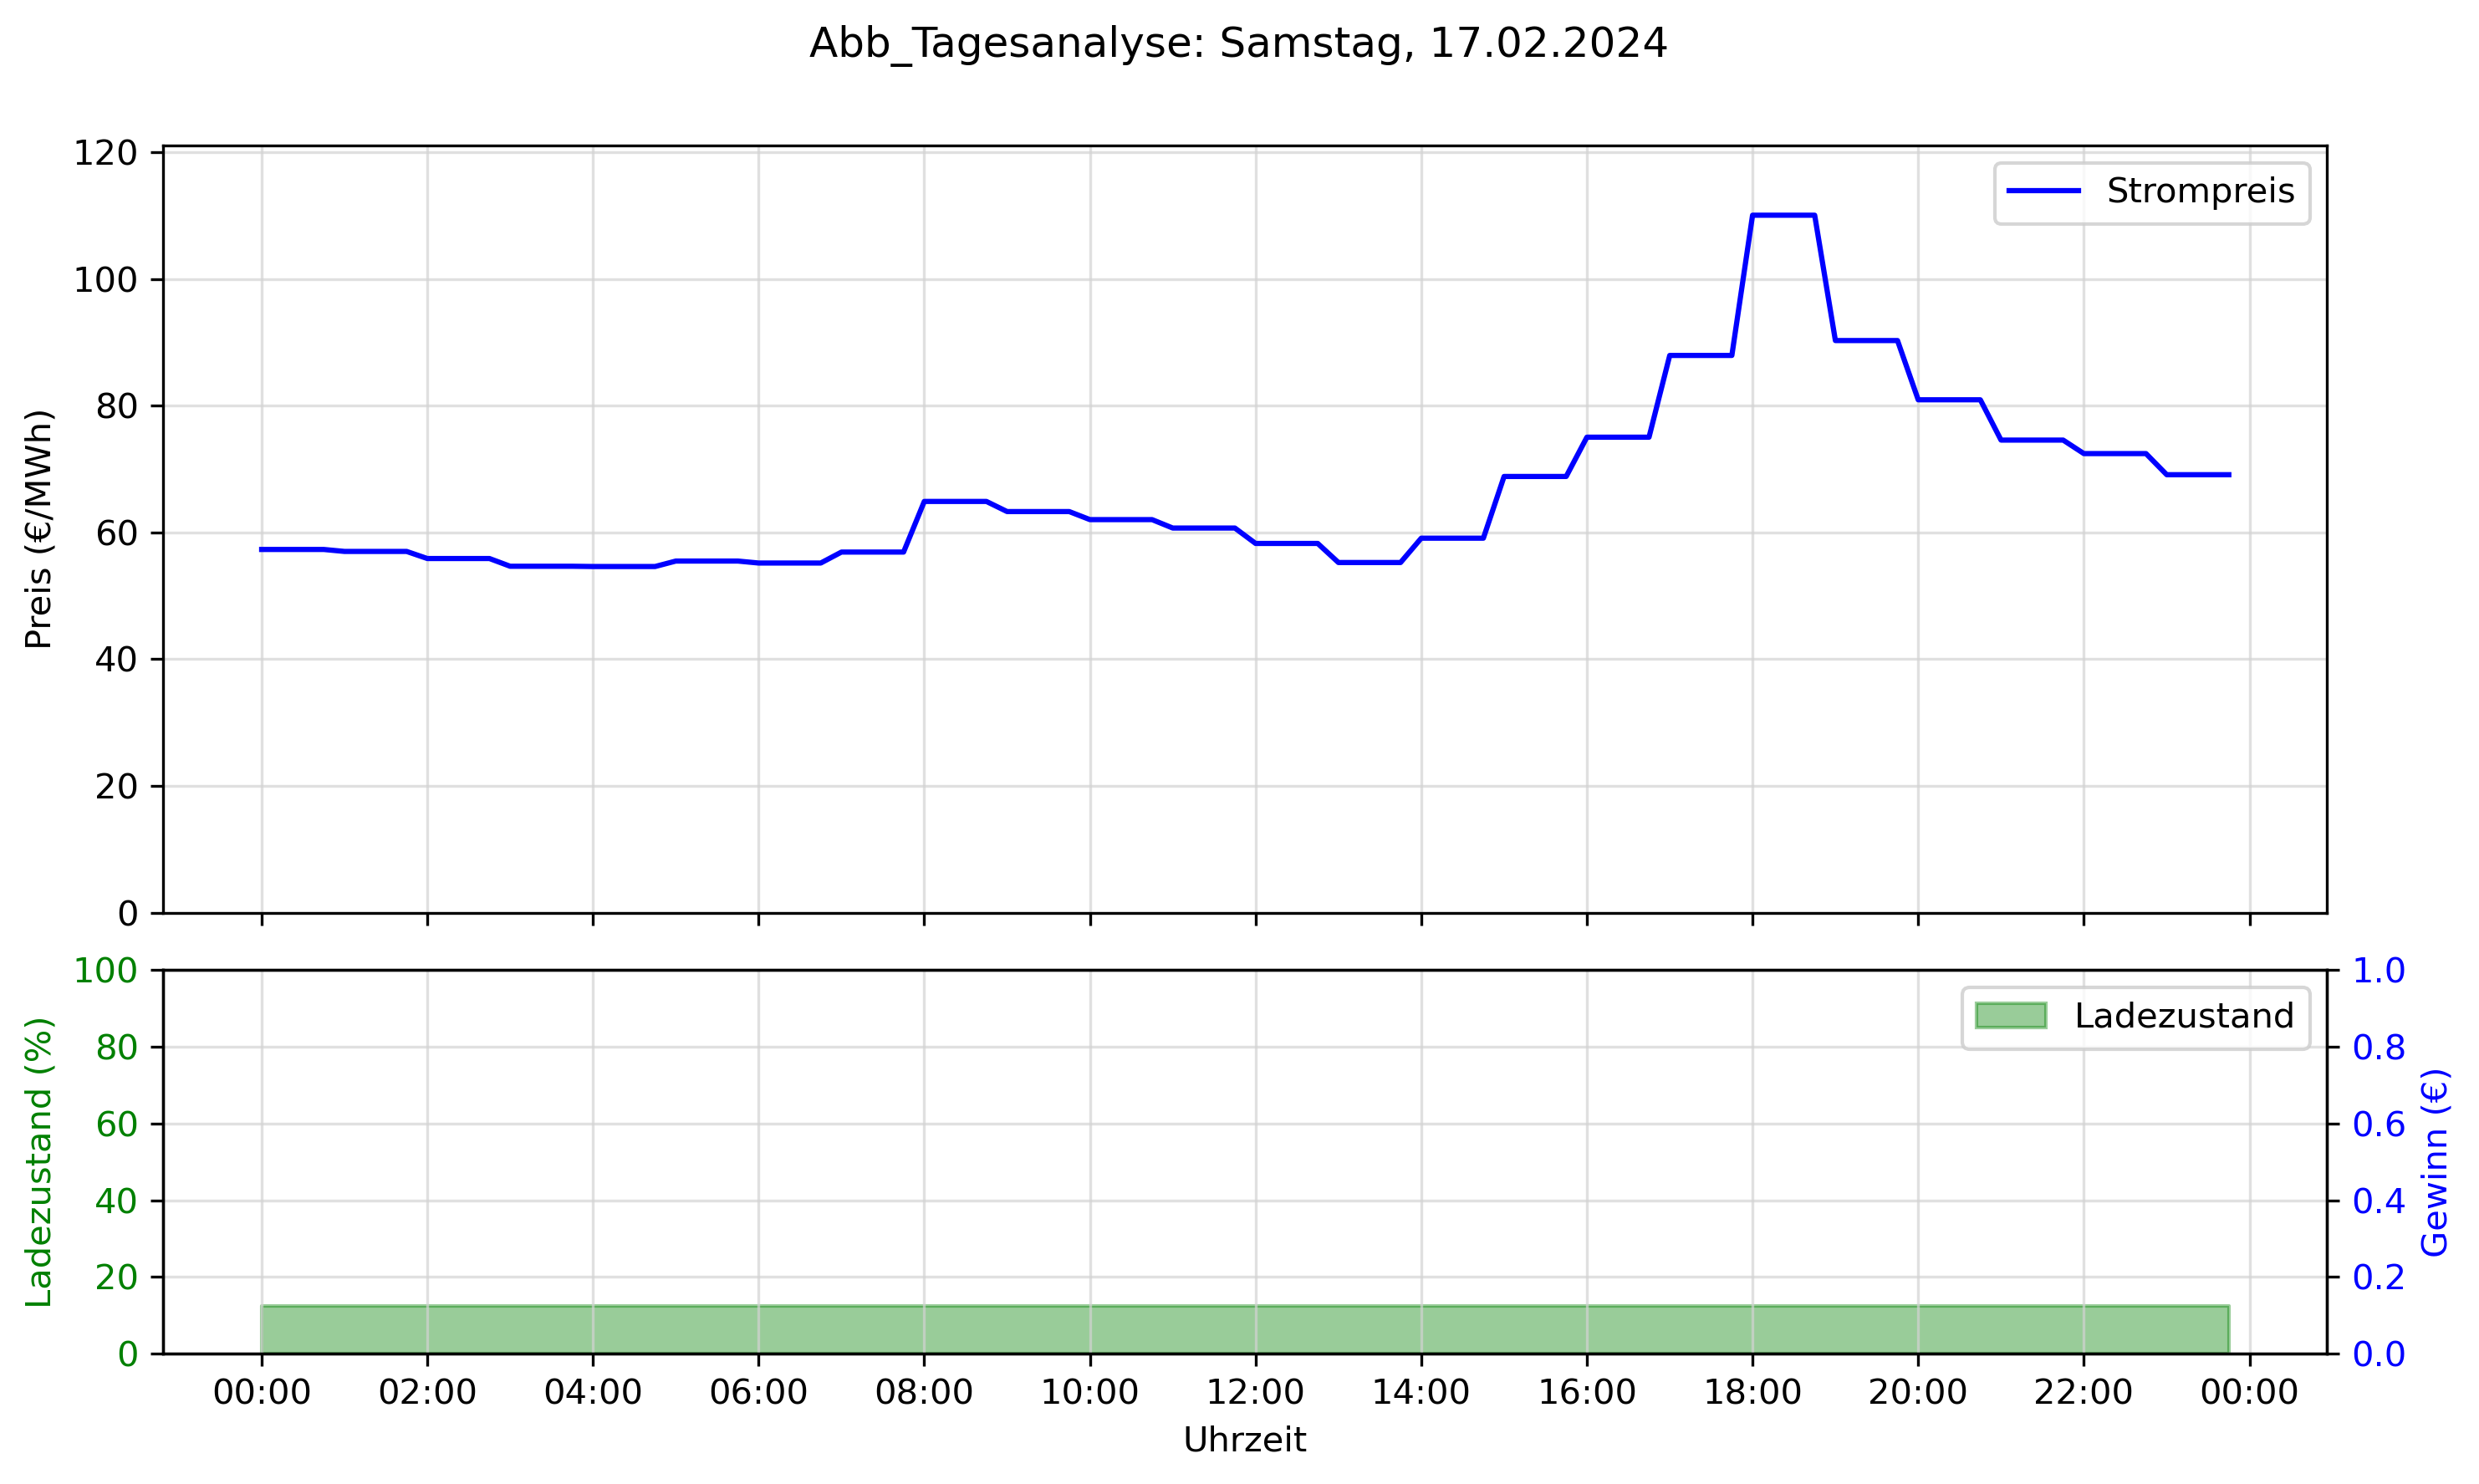 Abb_Tagesanalyse: Samstag, 17.02.2024
120
100
80
60
40
20
0
Preis (€/MWh)
Strompreis
100
80
60
40
20
0
Ladezustand (%)
Ladezustand
1.0
0.8
0.6
0.4
0.2
0.0
Gewinn (€)
00:00 02:00 04:00 06:00 08:00 10:00 12:00 14:00 16:00 18:00 20:00 22:00 00:00
Uhrzeit